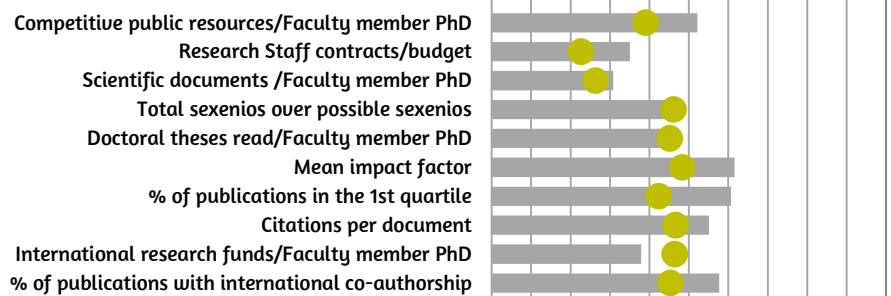 Competitive public resources/Faculty member PhD
Research Staff contracts/budget
Scientific documents /Faculty member PhD
Total sexenios over possible sexenios
Doctoral theses read/Faculty member PhD
Mean impact factor
% of publications in the 1st quartile
Citations per document
International research funds/Faculty member PhD
% of publications with international co-authorship